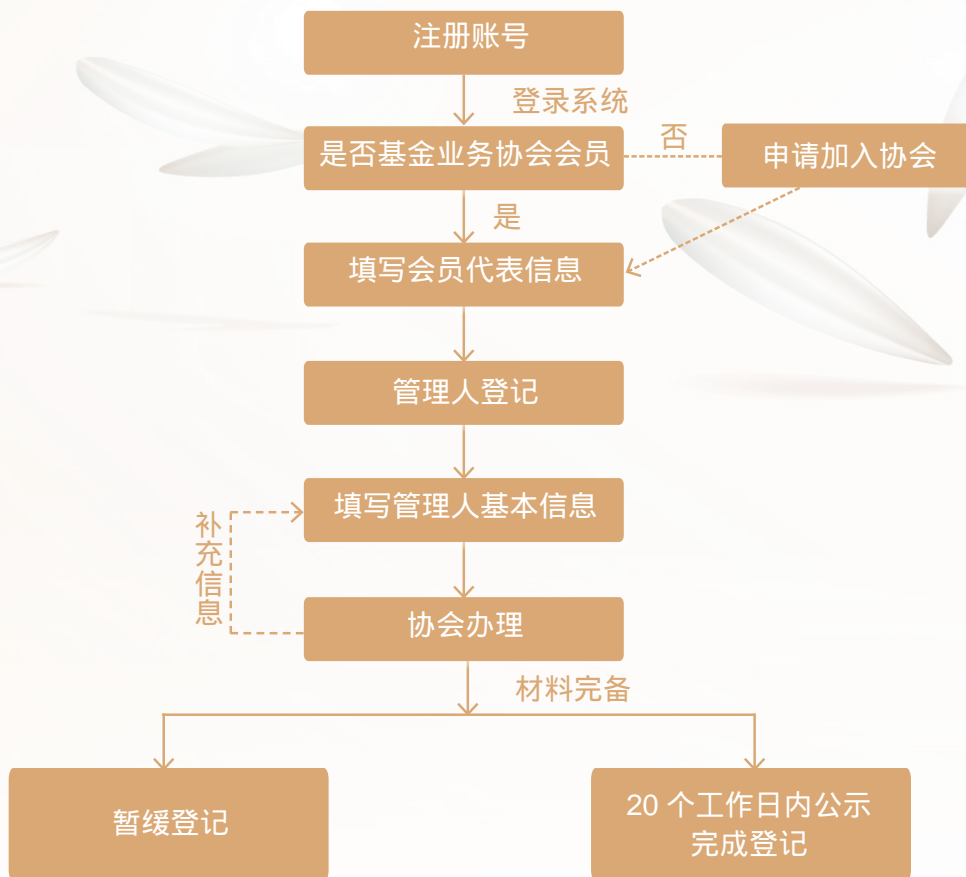 注册账号
登录系统
是否基金业务协会会员
否
申请加入协会
是
填写会员代表信息
管理人登记
填写管理人基本信息
补充信息
协会办理
材料完备
暂缓登记
20 个工作日内公示
完成登记